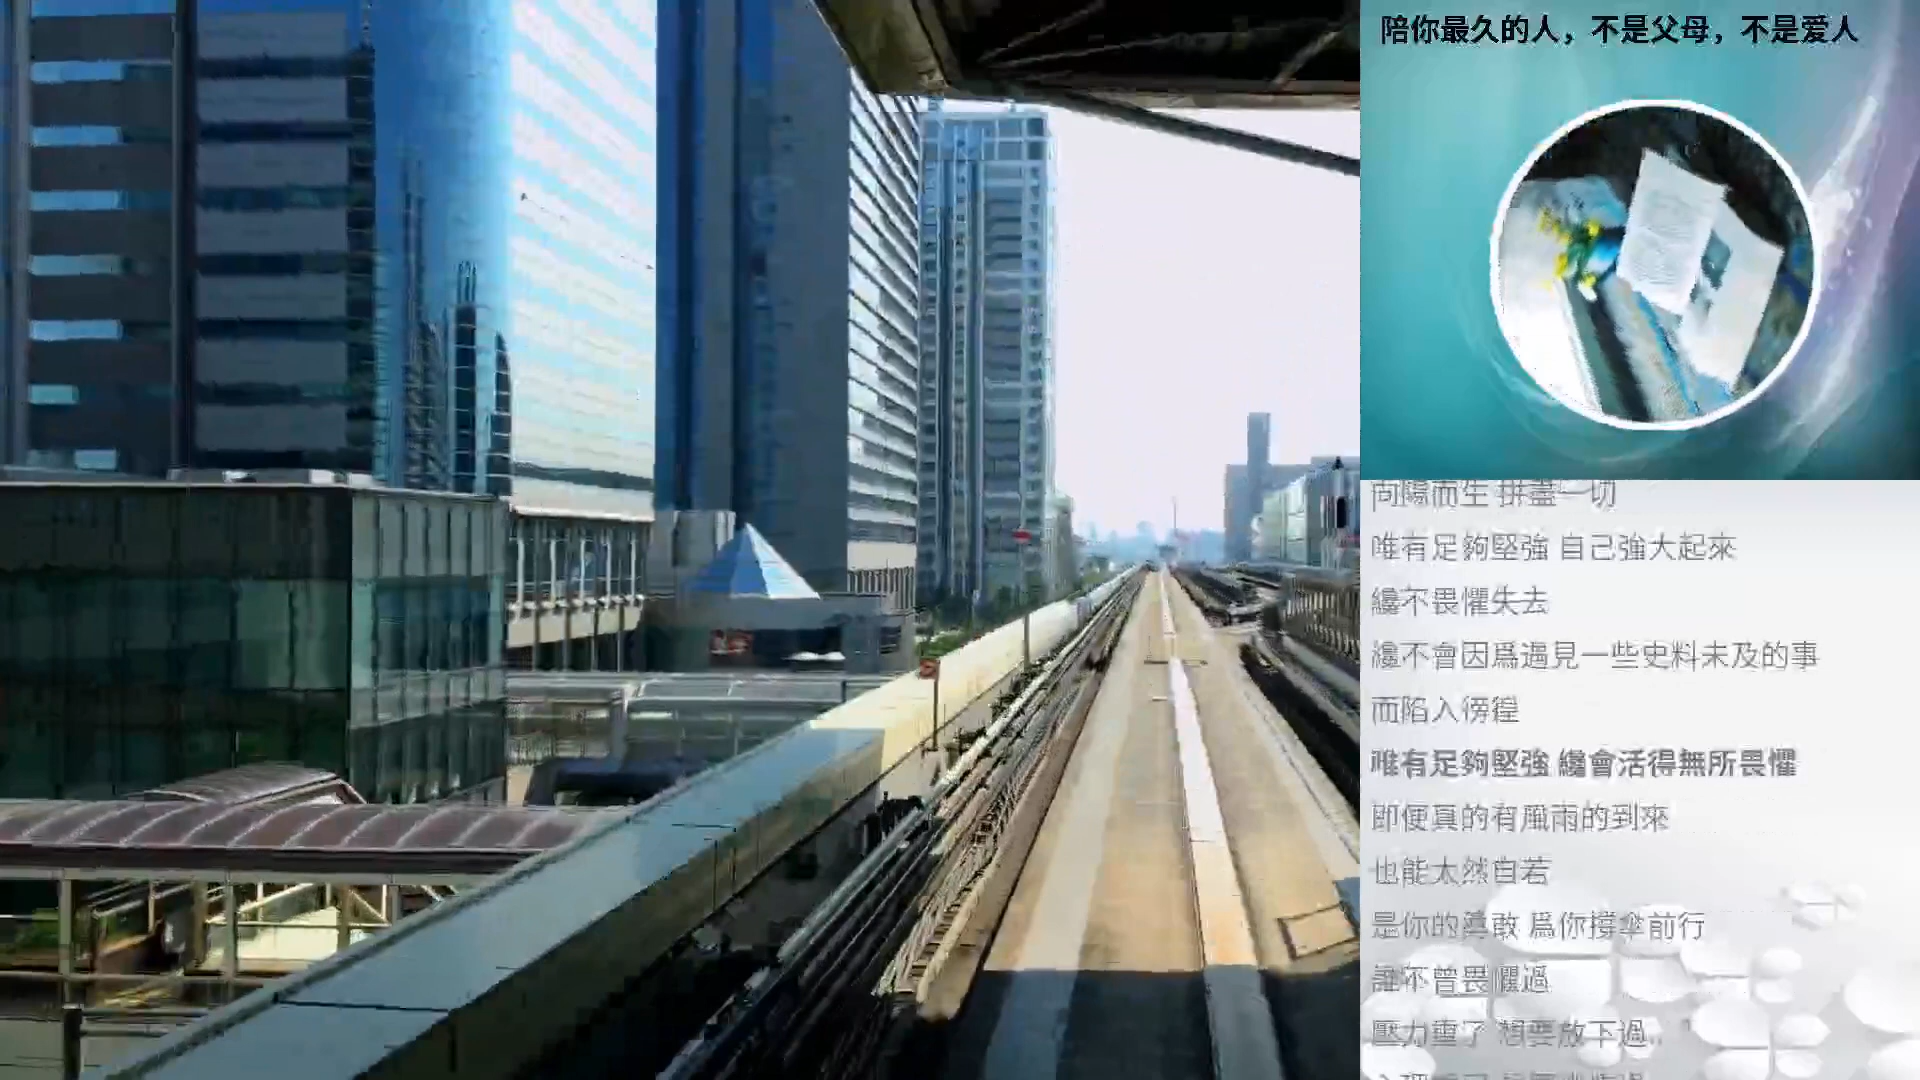 陪你最久的人，不是父母，不是爱人
向陽而生 拼盡一切
唯有足夠堅強 自己強大起來
纔不畏懼失去
纔不會因爲遇見一些史料未及的事
而陷入徬徨
唯有足夠堅強 纔會活得無所畏懼
即便真的有風雨的到來
也能太然自若
是你的勇敢 爲你撐傘前行
誰不曾畏懼過
壓力重了 想要放下過